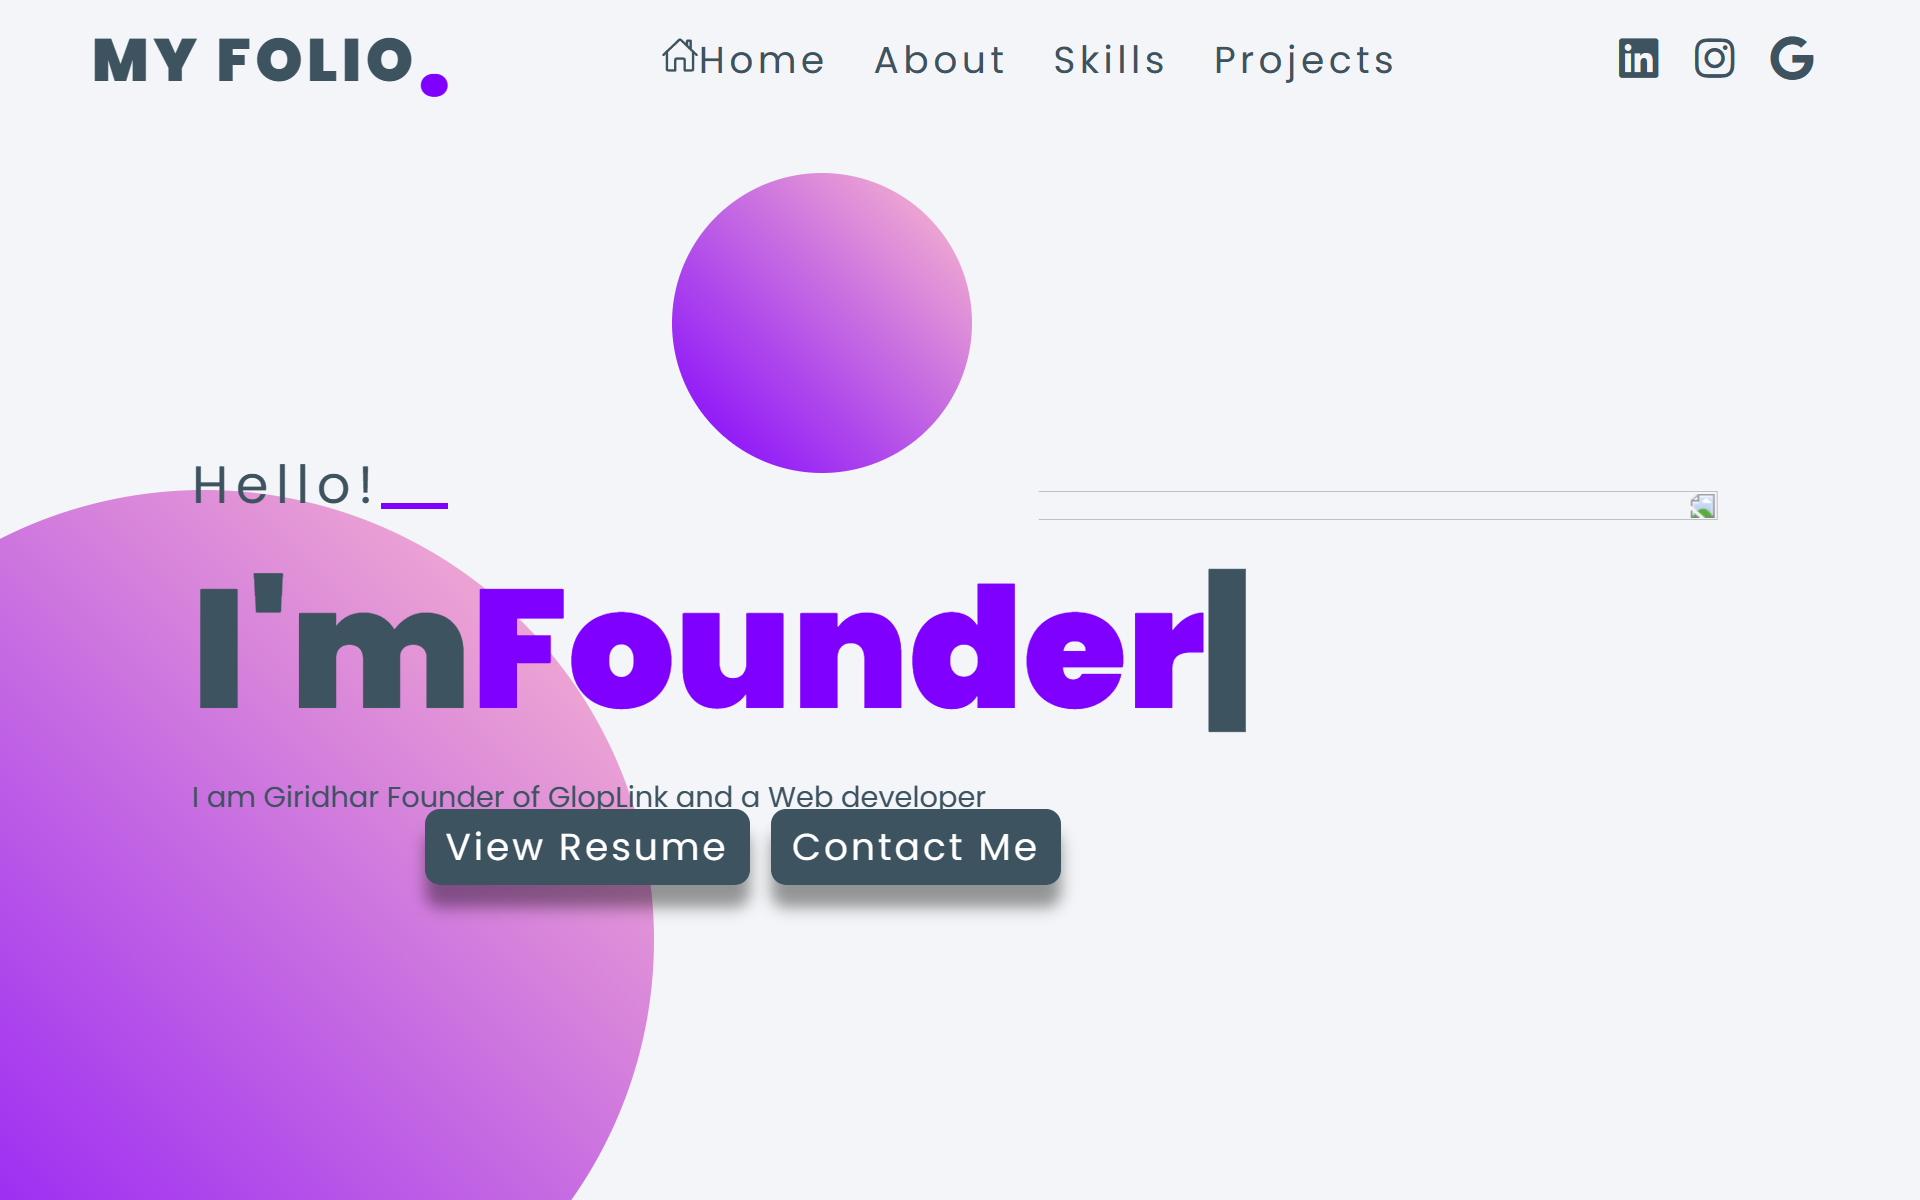 MY FOLIO.
Home About Skills Projects
Hello!
I'm Founder|
I am Giridhar Founder of GlopLink and a Web developer
View Resume Contact Me